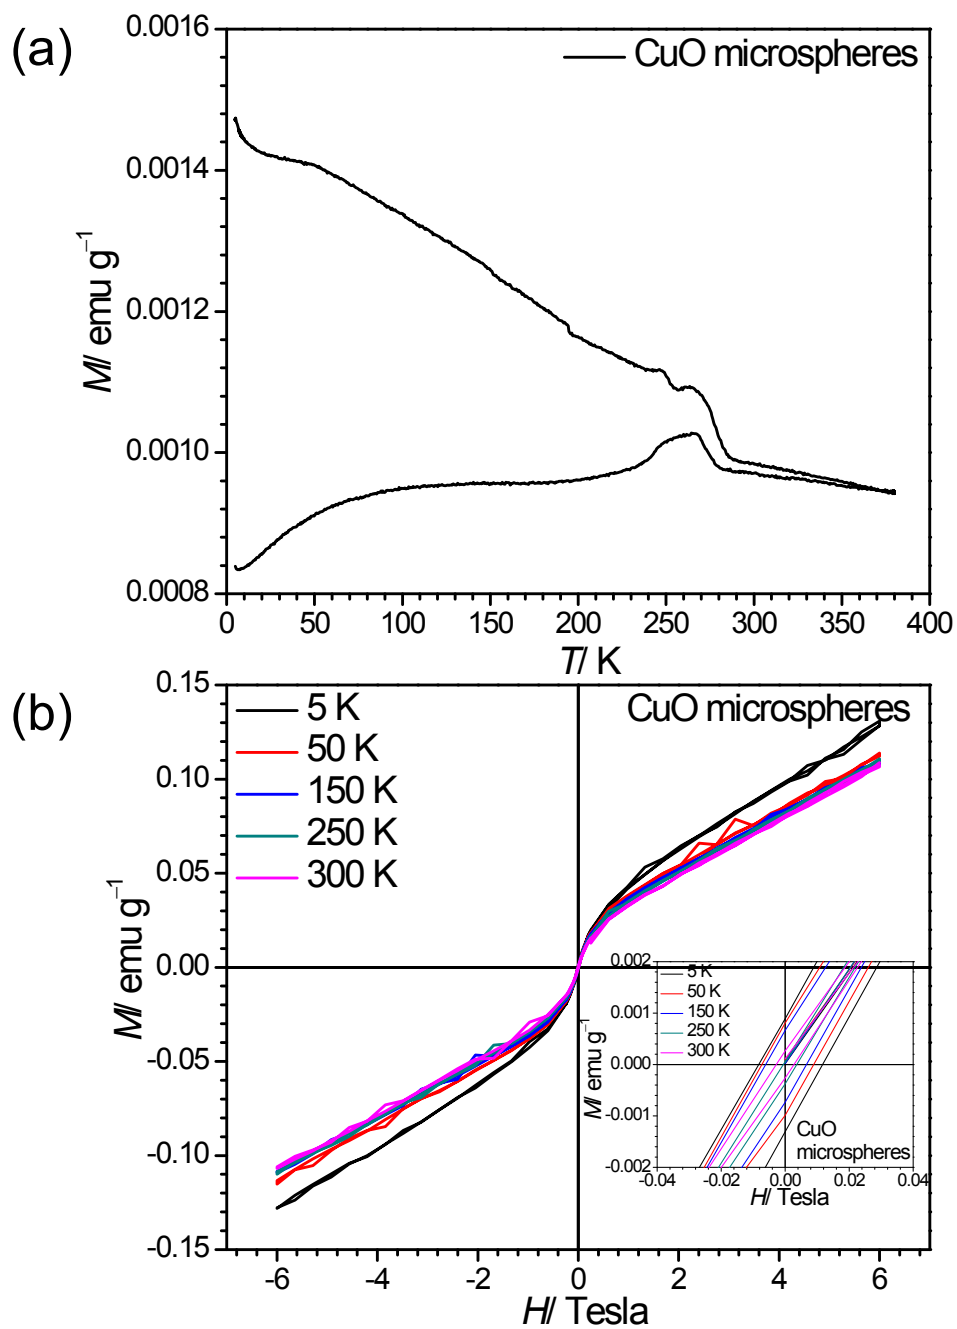 (a)
CuO microspheres
0.0016
0.0014
0.0012
0.0010
0.0008
M/ emu g⁻¹
0 50 100 150 200 250 300 350 400
T/ K
(b)
5 K
50 K
150 K
250 K
300 K
CuO microspheres
0.15
0.10
0.05
0.00
-0.05
-0.10
-0.15
M/ emu g⁻¹
-6 -4 -2 0 2 4 6
H/ Tesla
5 K
50 K
150 K
250 K
300 K
0.002
0.001
0.000
-0.001
-0.002
M/ emu g⁻¹
CuO
microspheres
-0.04 -0.02 0.00 0.02 0.04
H/ Tesla